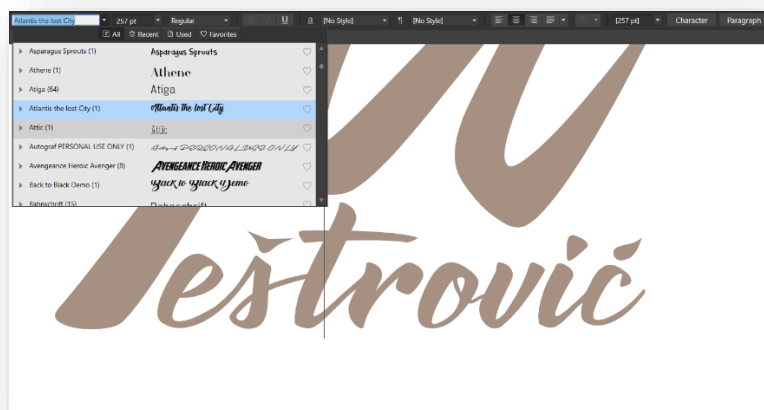 Atlantis the lost City 257 pt Regular B I U a [No Style] ¶ [No Style] [257 pt] Character Paragraph
All Recent Used Favorites
Asparagus Sprouts (1) Asparagus Sprouts
Athene (1) Athene
Atiga (64) Atiga
Atlantis the lost City (1) Atlantis the lost City
Attic (1) Attic
Autograf PERSONAL USE ONLY (1)
Avengeance Heroic Avenger (8) AVENGEANCE HEROIC AVENGER
Back to Black Demo (1) Back to Black Demo
Bahnschrift (15) Bahnschrift
eštrović